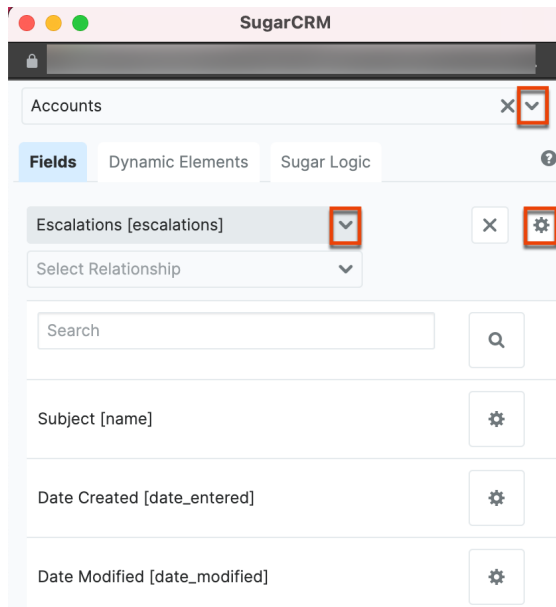 SugarCRM
Accounts
Fields Dynamic Elements Sugar Logic
Escalations [escalations]
Select Relationship
Search
Subject [name]
Date Created [date_entered]
Date Modified [date_modified]